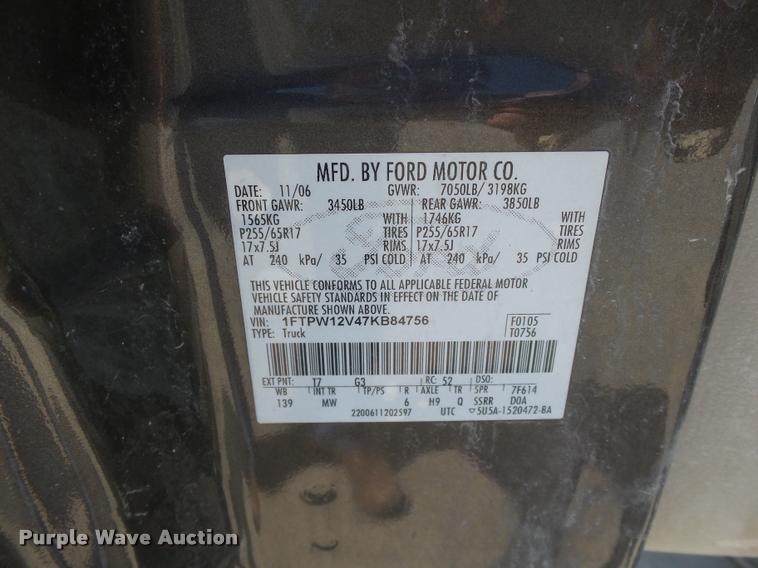 MFD. BY FORD MOTOR CO.
DATE: 11/06 GVWR: 7050LB/ 3198KG
FRONT GAWR: 3450LB REAR GAWR: 3850LB
1565KG WITH 1746KG WITH
P255/65R17 TIRES P255/65R17 TIRES
17x7.5J RIMS 17x7.5J RIMS
AT 240 kPa/ 35 PSI COLD AT 240 kPa/ 35 PSI COLD
Ford
THIS VEHICLE CONFORMS TO ALL APPLICABLE FEDERAL MOTOR
VEHICLE SAFETY STANDARDS IN EFFECT ON THE DATE OF
MANUFACTURE SHOWN ABOVE.
VIN: 1FTPW12V47KB84756 F0105
TYPE: Truck T0756
EXT PNT: T7 G3 RC: 52 DSO:
WB INT TR TP/PS R AXLE TR SPR 7F614
139 MW 6 H9 Q SSRR DOA
2200611202597 UTC ▽5U5A-1520472-BA
Purple Wave Auction®